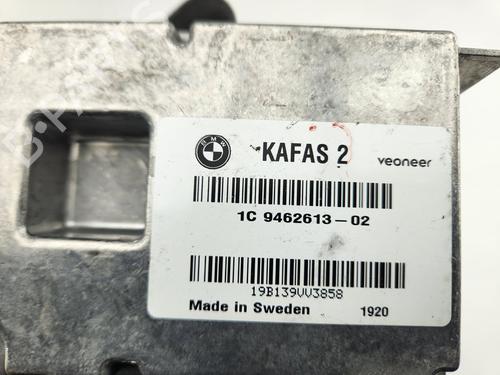 BMW
KAFAS 2
veoneer
1C 9462613-02
19B139VV3858
Made in Sweden
1920